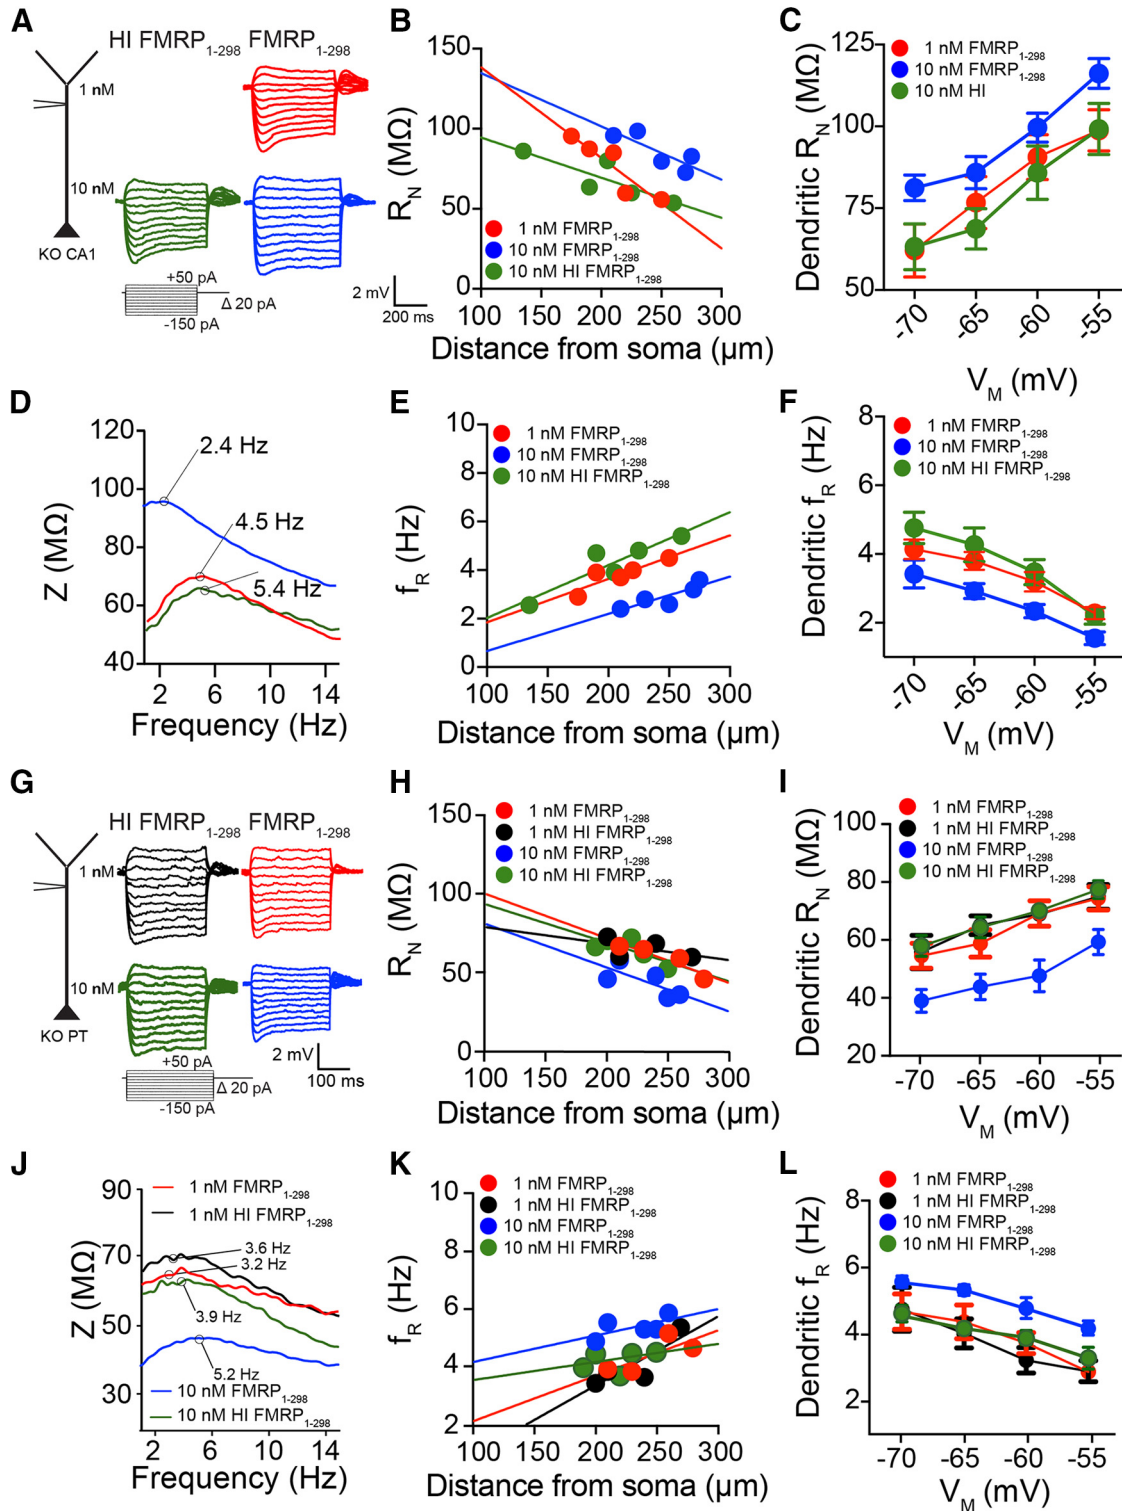 A
HI FMRP1-298 FMRP1-298
1 nM
10 nM
KO CA1
+50 pA
Δ 20 pA
-150 pA
2 mV
200 ms
B
150
100
50
0
RN (MΩ)
1 nM FMRP1-298
10 nM FMRP1-298
10 nM HI FMRP1-298
100 150 200 250 300
Distance from soma (µm)
C
125
100
75
50
Dendritic RN (MΩ)
1 nM FMRP1-298
10 nM FMRP1-298
10 nM HI
-70 -65 -60 -55
VM (mV)
D
120
100
80
60
40
Z (MΩ)
2.4 Hz
4.5 Hz
5.4 Hz
2 6 10 14
Frequency (Hz)
E
10
8
6
4
2
0
fR (Hz)
1 nM FMRP1-298
10 nM FMRP1-298
10 nM HI FMRP1-298
100 150 200 250 300
Distance from soma (µm)
F
8
6
4
2
Dendritic fR (Hz)
1 nM FMRP1-298
10 nM FMRP1-298
10 nM HI FMRP1-298
-70 -65 -60 -55
VM (mV)
G
HI FMRP1-298 FMRP1-298
1 nM
10 nM
KO PT
+50 pA
Δ 20 pA
-150 pA
2 mV
100 ms
H
150
100
50
0
RN (MΩ)
1 nM FMRP1-298
1 nM HI FMRP1-298
10 nM FMRP1-298
10 nM HI FMRP1-298
100 150 200 250 300
Distance from soma (µm)
I
100
80
60
40
20
Dendritic RN (MΩ)
1 nM FMRP1-298
1 nM HI FMRP1-298
10 nM FMRP1-298
10 nM HI FMRP1-298
-70 -65 -60 -55
VM (mV)
J
90
70
50
30
Z (MΩ)
1 nM FMRP1-298
1 nM HI FMRP1-298
3.6 Hz
3.2 Hz
3.9 Hz
5.2 Hz
10 nM FMRP1-298
10 nM HI FMRP1-298
2 6 10 14
Frequency (Hz)
K
10
8
6
4
2
fR (Hz)
1 nM FMRP1-298
1 nM HI FMRP1-298
10 nM FMRP1-298
10 nM HI FMRP1-298
100 150 200 250 300
Distance from soma (µm)
L
8
6
4
2
Dendritic fR (Hz)
1 nM FMRP1-298
1 nM HI FMRP1-298
10 nM FMRP1-298
10 nM HI FMRP1-298
-70 -65 -60 -55
VM (mV)